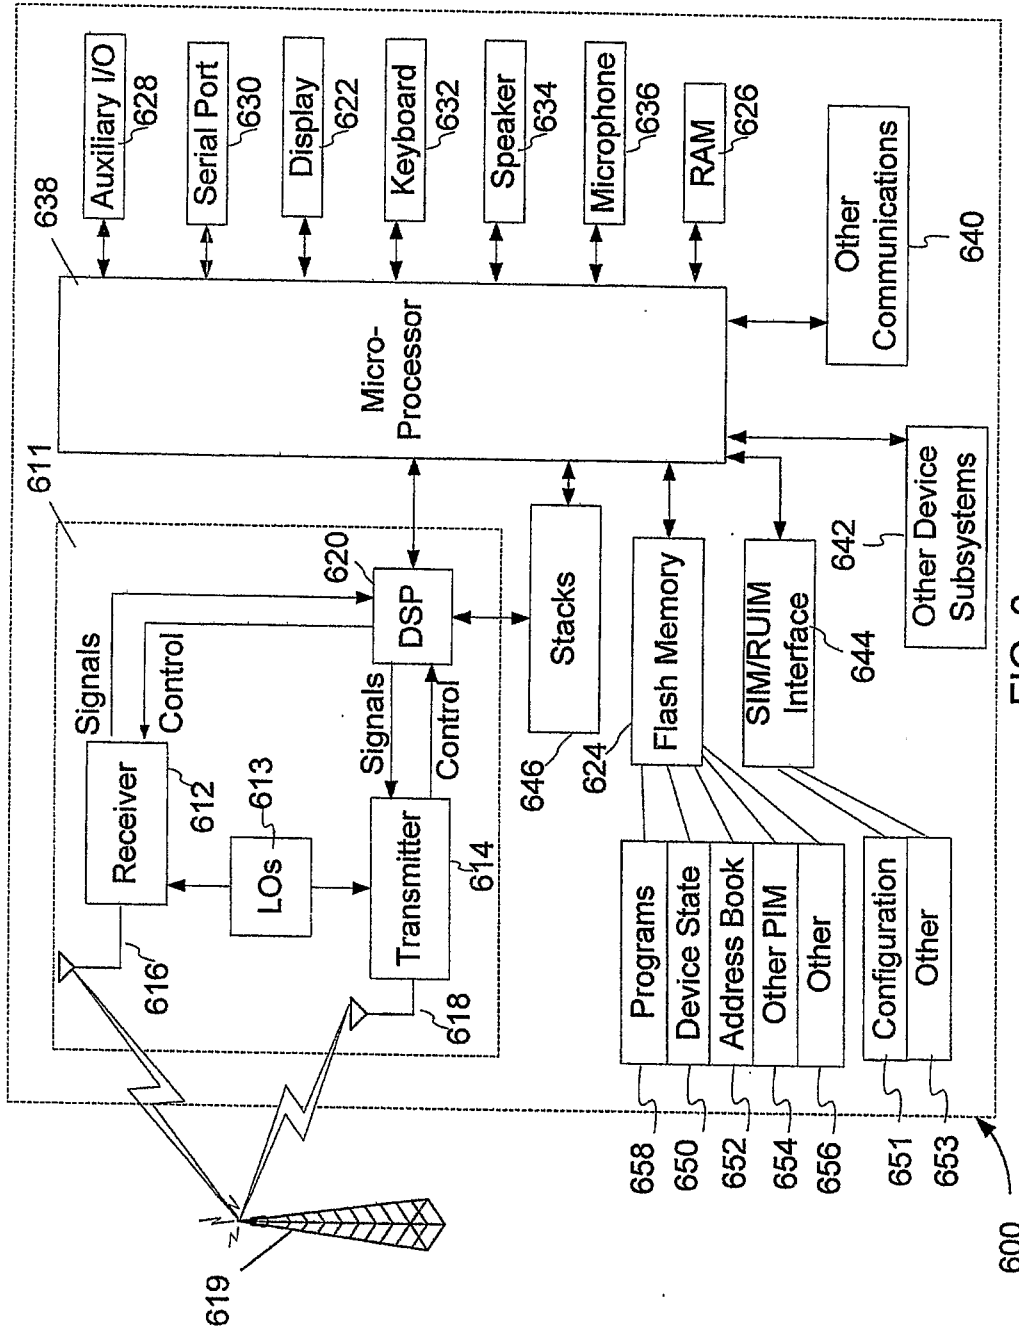 619
616
Receiver
612
Signals
Control
611
638
Auxiliary I/O
628
Serial Port
630
LOs
613
Display
622
618
Transmitter
614
Signals
Control
DSP
620
Micro-
Processor
Keyboard
632
Speaker
634
646
Stacks
Microphone
636
658
Programs
650
Device State
652
Address Book
654
Other PIM
656
Other
624
Flash Memory
RAM
626
SIM/RUIM
Interface
644
651
Configuration
653
Other
642
Other Device
Subsystems
Other
Communications
640
600
FIG.